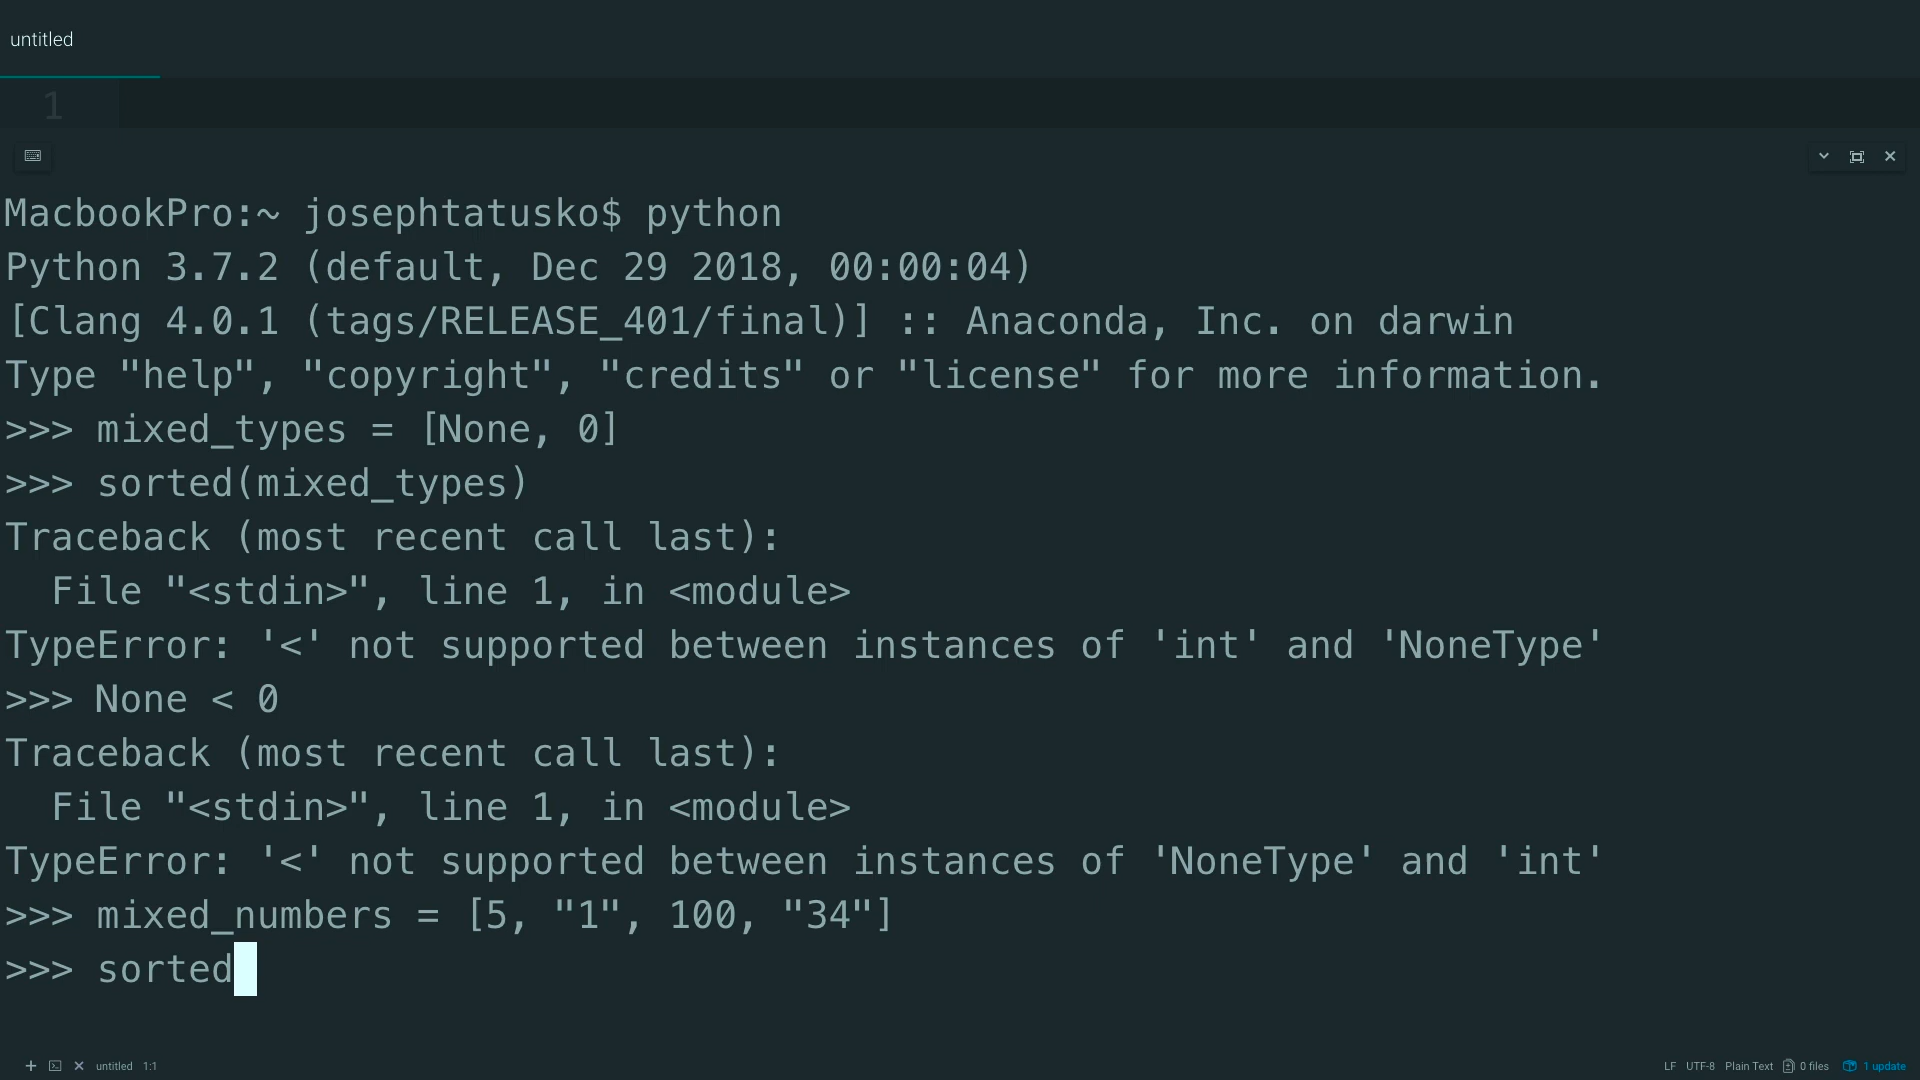 untitled
1
MacbookPro:~ josephtatusko$ python
Python 3.7.2 (default, Dec 29 2018, 00:00:04)
[Clang 4.0.1 (tags/RELEASE_401/final)] :: Anaconda, Inc. on darwin
Type "help", "copyright", "credits" or "license" for more information.
>>> mixed_types = [None, 0]
>>> sorted(mixed_types)
Traceback (most recent call last):
  File "<stdin>", line 1, in <module>
TypeError: '<' not supported between instances of 'int' and 'NoneType'
>>> None < 0
Traceback (most recent call last):
  File "<stdin>", line 1, in <module>
TypeError: '<' not supported between instances of 'NoneType' and 'int'
>>> mixed_numbers = [5, "1", 100, "34"]
>>> sorted
untitled 1:1 LF UTF-8 Plain Text 0 files 1 update